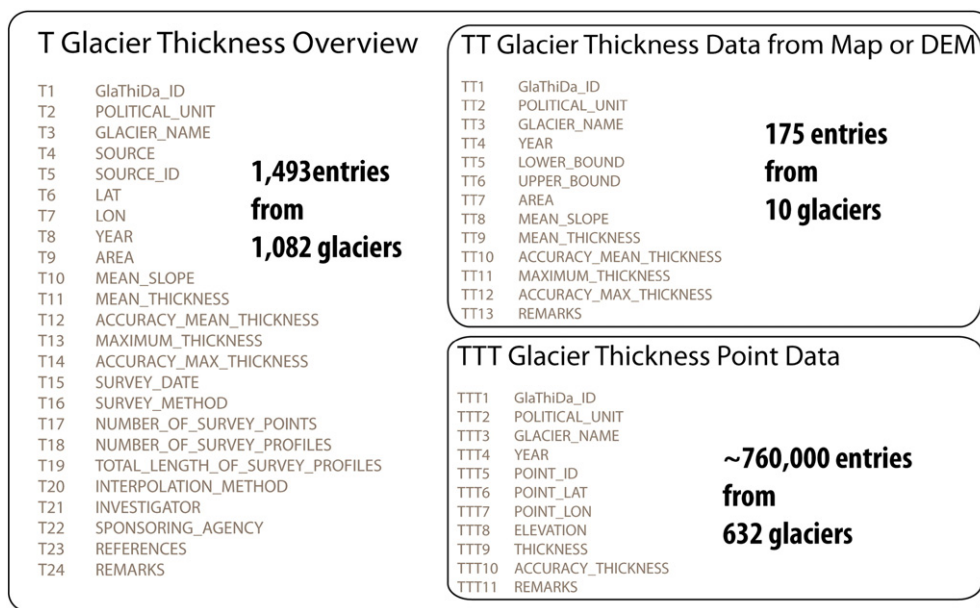 T Glacier Thickness Overview
T1 GlaThiDa_ID
T2 POLITICAL_UNIT
T3 GLACIER_NAME
T4 SOURCE
T5 SOURCE_ID
T6 LAT
T7 LON
T8 YEAR
T9 AREA
T10 MEAN_SLOPE
T11 MEAN_THICKNESS
T12 ACCURACY_MEAN_THICKNESS
T13 MAXIMUM_THICKNESS
T14 ACCURACY_MAX_THICKNESS
T15 SURVEY_DATE
T16 SURVEY_METHOD
T17 NUMBER_OF_SURVEY_POINTS
T18 NUMBER_OF_SURVEY_PROFILES
T19 TOTAL_LENGTH_OF_SURVEY_PROFILES
T20 INTERPOLATION_METHOD
T21 INVESTIGATOR
T22 SPONSORING_AGENCY
T23 REFERENCES
T24 REMARKS
1,493entries
from
1,082 glaciers
TT Glacier Thickness Data from Map or DEM
TT1 GlaThiDa_ID
TT2 POLITICAL_UNIT
TT3 GLACIER_NAME
TT4 YEAR
TT5 LOWER_BOUND
TT6 UPPER_BOUND
TT7 AREA
TT8 MEAN_SLOPE
TT9 MEAN_THICKNESS
TT10 ACCURACY_MEAN_THICKNESS
TT11 MAXIMUM_THICKNESS
TT12 ACCURACY_MAX_THICKNESS
TT13 REMARKS
175 entries
from
10 glaciers
TTT Glacier Thickness Point Data
TTT1 GlaThiDa_ID
TTT2 POLITICAL_UNIT
TTT3 GLACIER_NAME
TTT4 YEAR
TTT5 POINT_ID
TTT6 POINT_LAT
TTT7 POINT_LON
TTT8 ELEVATION
TTT9 THICKNESS
TTT10 ACCURACY_THICKNESS
TTT11 REMARKS
~760,000 entries
from
632 glaciers